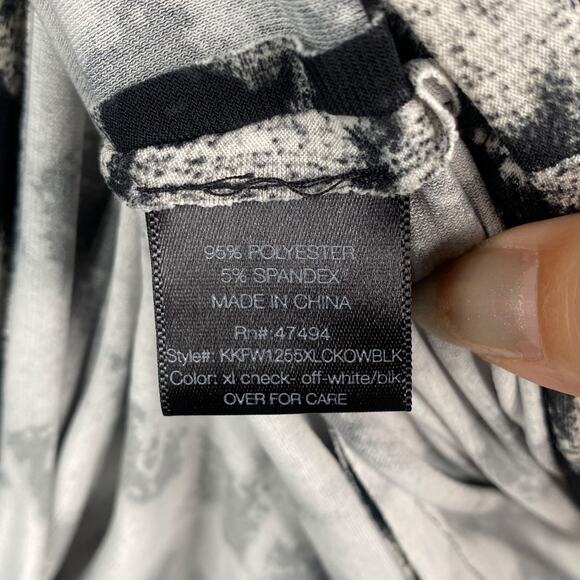 95% POLYESTER
5% SPANDEX
MADE IN CHINA
Rn#: 47494
Style#: KKFW1255XLCKOWBLK
Color: xl check- off-white/blk
OVER FOR CARE